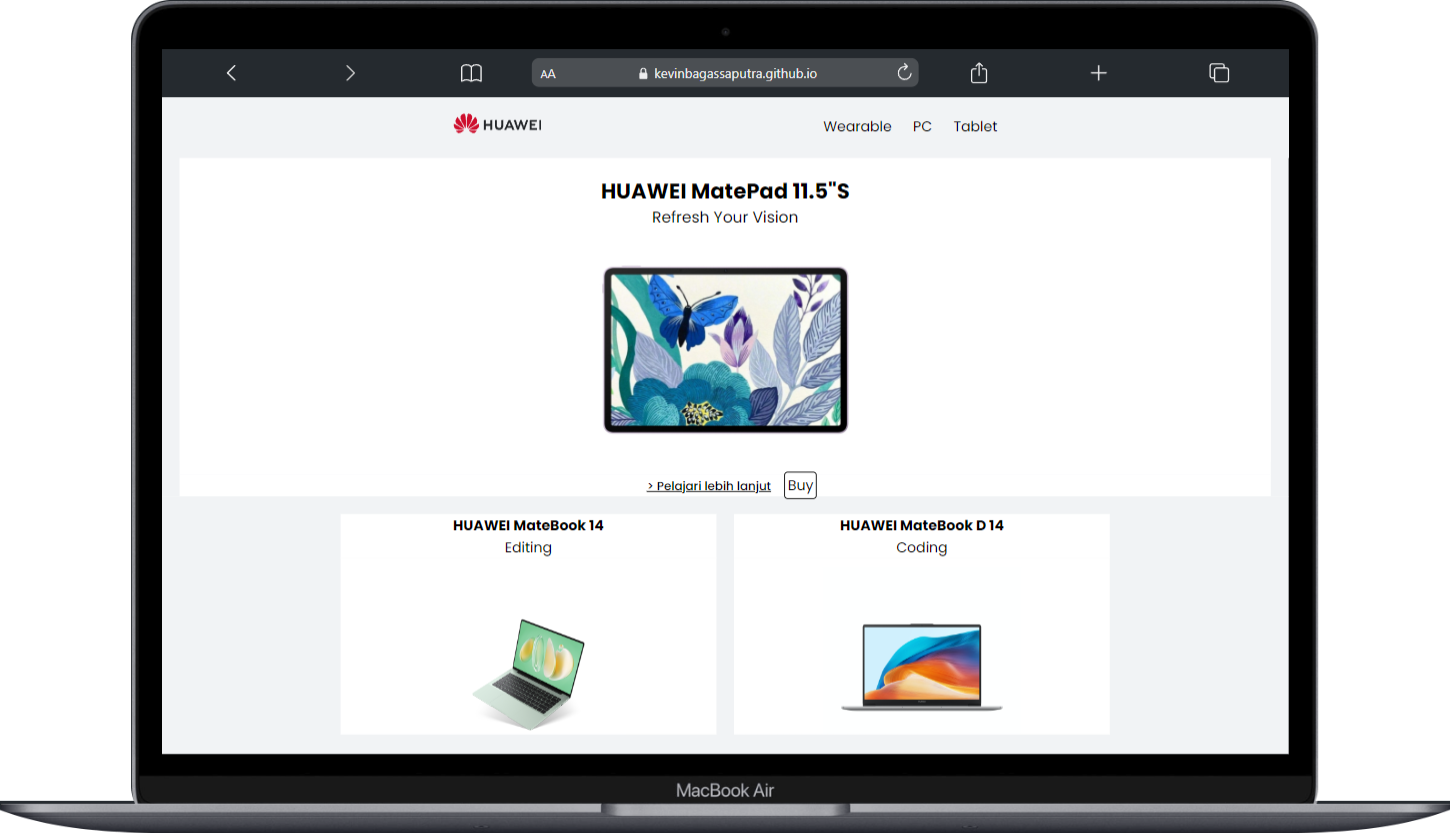 AA kevinbagassaputra.github.io
HUAWEI Wearable PC Tablet
HUAWEI MatePad 11.5"S
Refresh Your Vision
> Pelajari lebih lanjut Buy
HUAWEI MateBook 14
Editing
HUAWEI MateBook D 14
Coding
MacBook Air